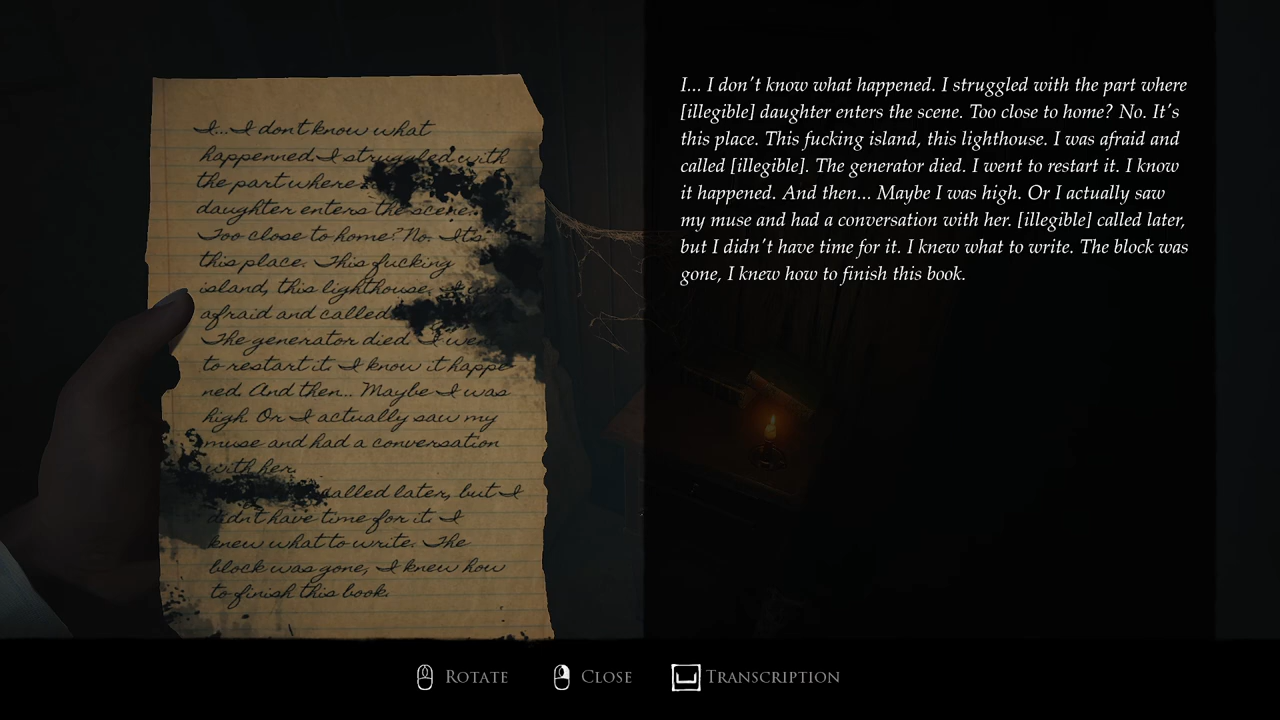 I... I don't know what
happenned. I struggled with
the part where
daughter enters the scene.
Too close to home? No. It's
this place. This fucking
island, this lighthouse. I was
afraid and called
The generator died. I went
to restart it. I know it happe
ned. And then... Maybe I was
high. Or I actually saw my
muse and had a conversation
with her.
called later, but I
didn't have time for it. I
knew what to write. The
block was gone, I knew how
to finish this book.
I... I don't know what happened. I struggled with the part where
[illegible] daughter enters the scene. Too close to home? No. It's
this place. This fucking island, this lighthouse. I was afraid and
called [illegible]. The generator died. I went to restart it. I know
it happened. And then... Maybe I was high. Or I actually saw
my muse and had a conversation with her. [illegible] called later,
but I didn't have time for it. I knew what to write. The block was
gone, I knew how to finish this book.
Rotate
Close
Transcription